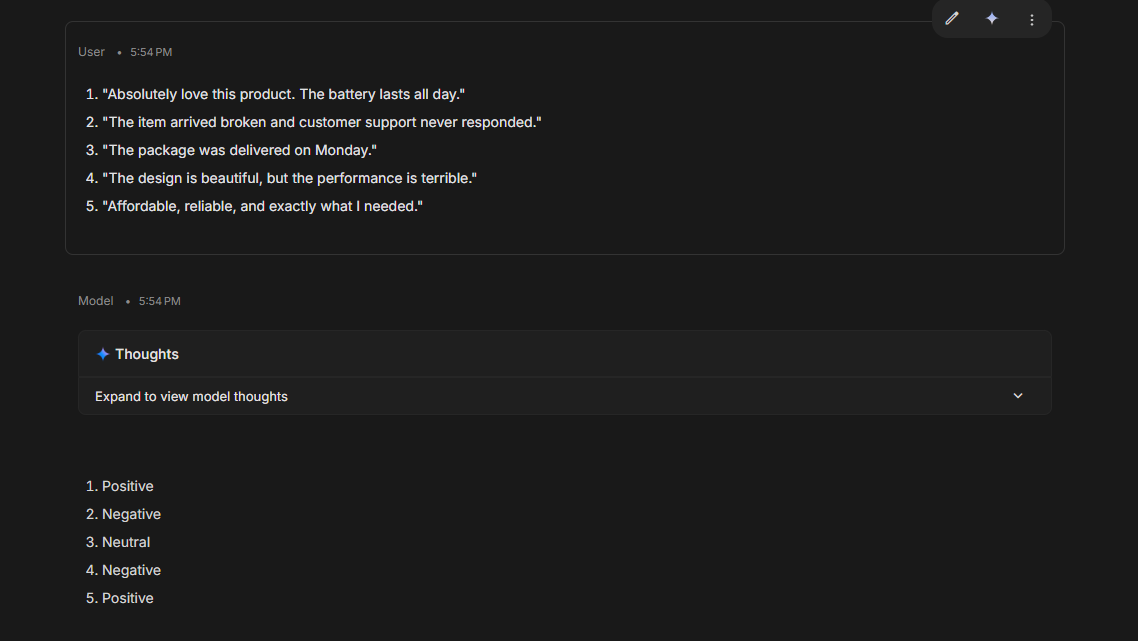 User • 5:54 PM
1. "Absolutely love this product. The battery lasts all day."
2. "The item arrived broken and customer support never responded."
3. "The package was delivered on Monday."
4. "The design is beautiful, but the performance is terrible."
5. "Affordable, reliable, and exactly what I needed."
Model • 5:54 PM
Thoughts
Expand to view model thoughts
1. Positive
2. Negative
3. Neutral
4. Negative
5. Positive